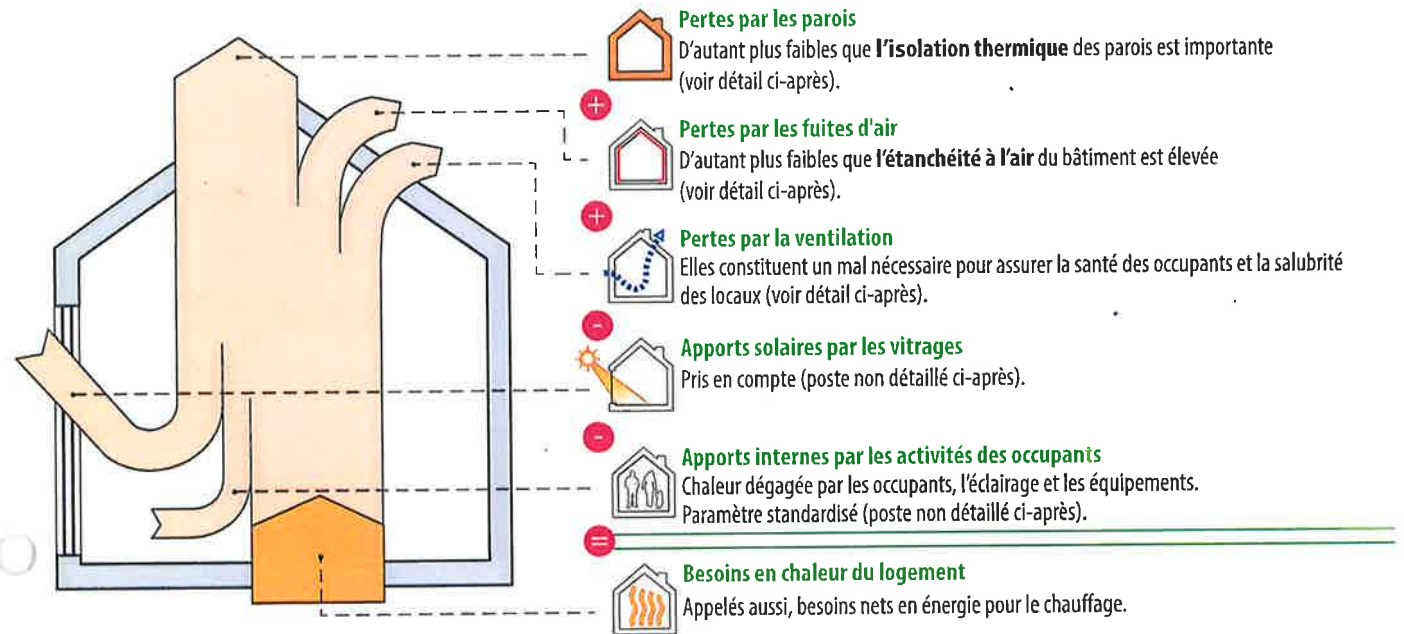 Pertes par les parois
D'autant plus faibles que l'isolation thermique des parois est importante
(voir détail ci-après).
+
Pertes par les fuites d'air
D'autant plus faibles que l'étanchéité à l'air du bâtiment est élevée
(voir détail ci-après).
+
Pertes par la ventilation
Elles constituent un mal nécessaire pour assurer la santé des occupants et la salubrité
des locaux (voir détail ci-après).
-
Apports solaires par les vitrages
Pris en compte (poste non détaillé ci-après).
-
Apports internes par les activités des occupants
Chaleur dégagée par les occupants, l'éclairage et les équipements.
Paramètre standardisé (poste non détaillé ci-après).
=
Besoins en chaleur du logement
Appelés aussi, besoins nets en énergie pour le chauffage.